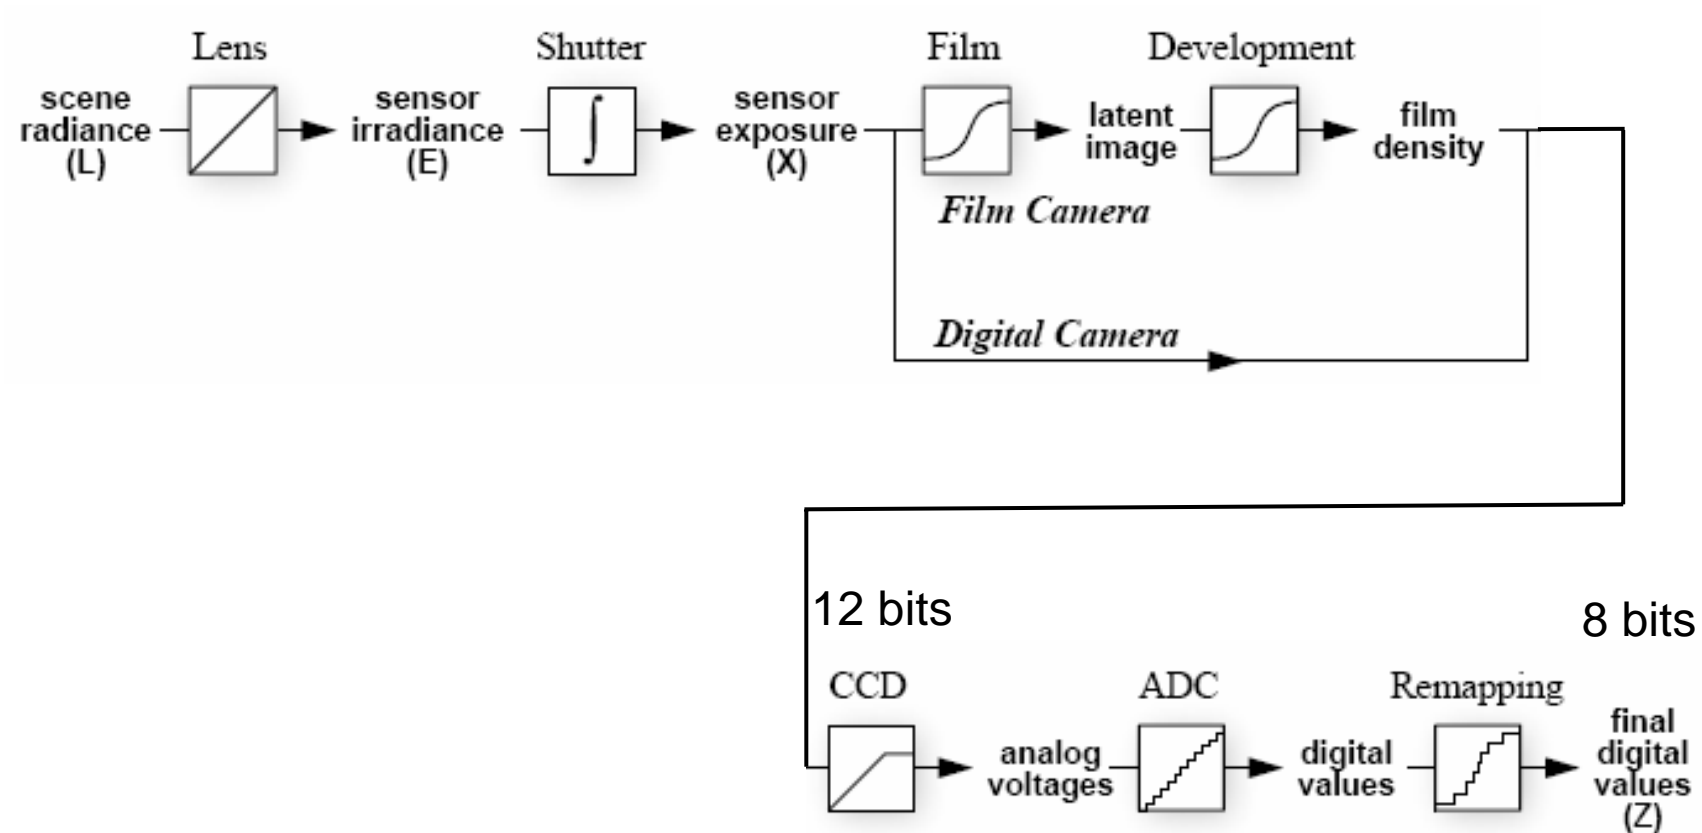 Lens
Shutter
Film
Development
scene
radiance
(L)
sensor
irradiance
(E)
sensor
exposure
(X)
latent
image
film
density
Film Camera
Digital Camera
12 bits
8 bits
CCD
ADC
Remapping
analog
voltages
digital
values
final
digital
values
(Z)